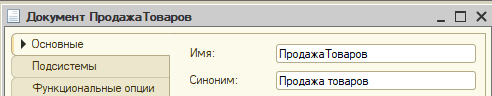 Документ ПродажаТоваров
Основные
Подсистемы
Функциональные опции
Имя: ПродажаТоваров
Синоним: Продажа товаров